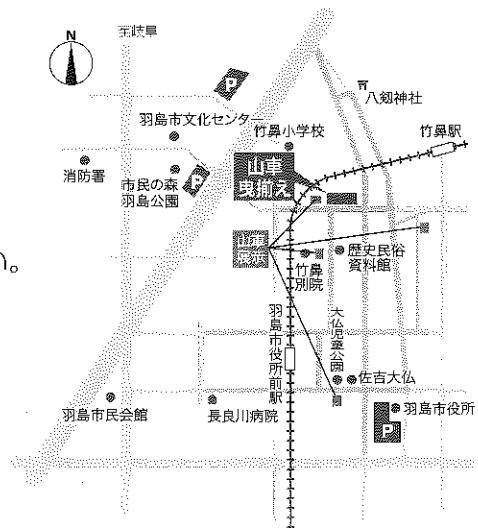 N
至岐阜
P
八剱神社
羽島市文化センター
竹鼻小学校
竹鼻駅
山車
曳揃え
消防署
市民の森
羽島公園
P
山車
展示
い。
竹鼻
別院
歴史民俗
資料館
羽島市役所前駅
大仏児童公園
佐吉大仏
羽島市民会館
長良川病院
羽島市役所
P